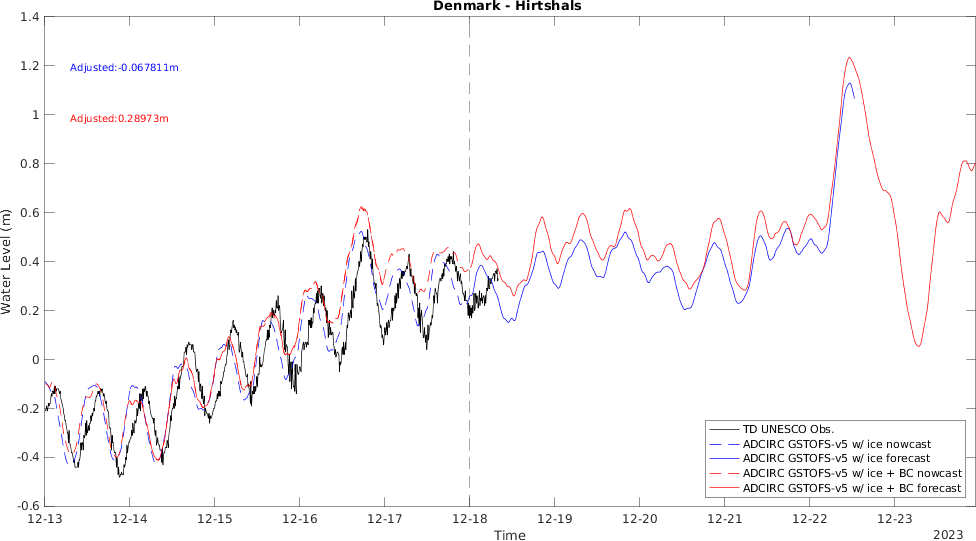 Denmark - Hirtshals
1.4
1.2
1
0.8
0.6
0.4
0.2
0
-0.2
-0.4
-0.6
Water Level (m)
Adjusted:-0.067811m
Adjusted:0.28973m
TD UNESCO Obs.
ADCIRC GSTOFS-v5 w/ ice nowcast
ADCIRC GSTOFS-v5 w/ ice forecast
ADCIRC GSTOFS-v5 w/ ice + BC nowcast
ADCIRC GSTOFS-v5 w/ ice + BC forecast
12-13 12-14 12-15 12-16 12-17 12-18 12-19 12-20 12-21 12-22 12-23
Time
2023